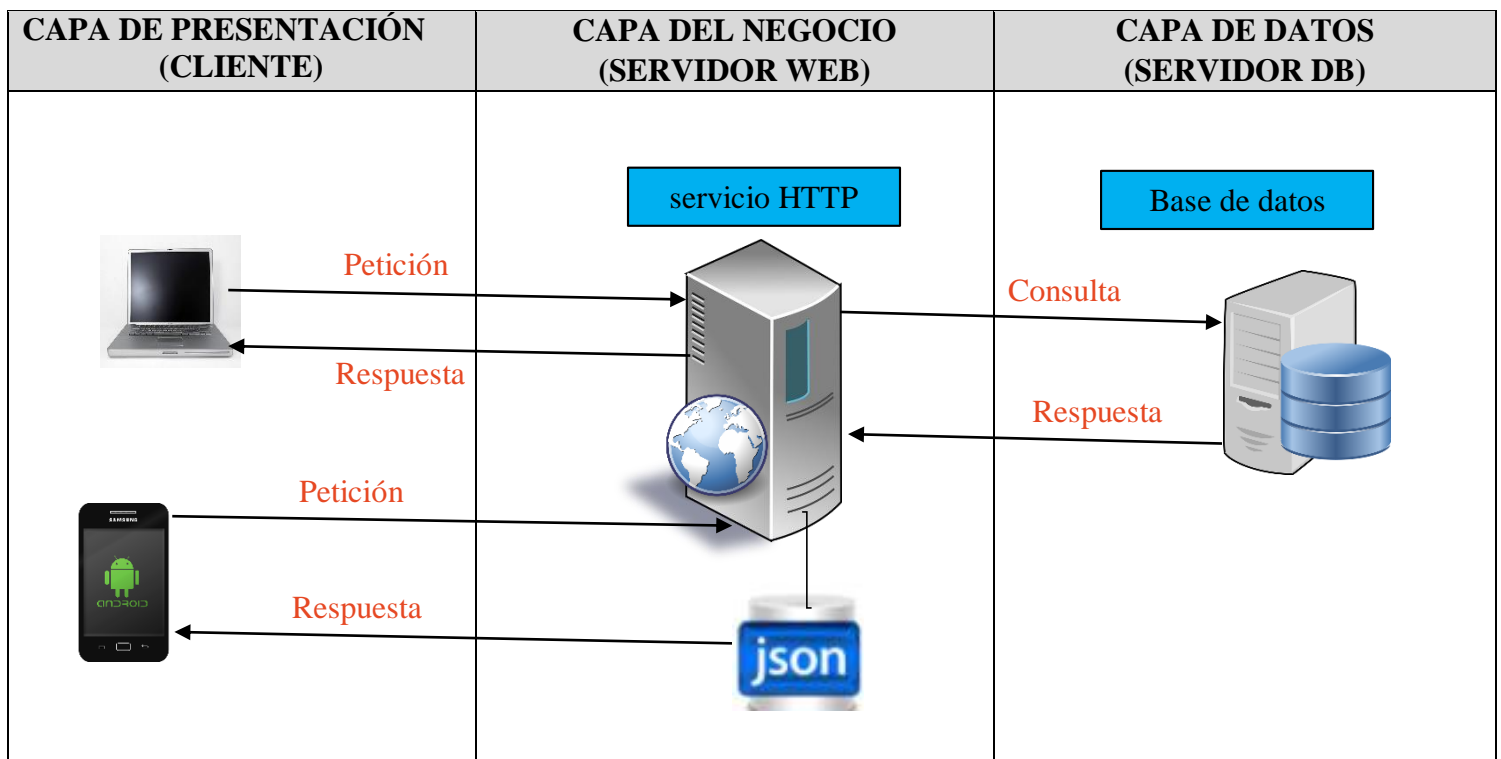 CAPA DE PRESENTACIÓN
(CLIENTE)
CAPA DEL NEGOCIO
(SERVIDOR WEB)
CAPA DE DATOS
(SERVIDOR DB)
servicio HTTP
Base de datos
Petición
Respuesta
Consulta
Respuesta
Petición
Respuesta
SAMSUNG
ANDROID
json